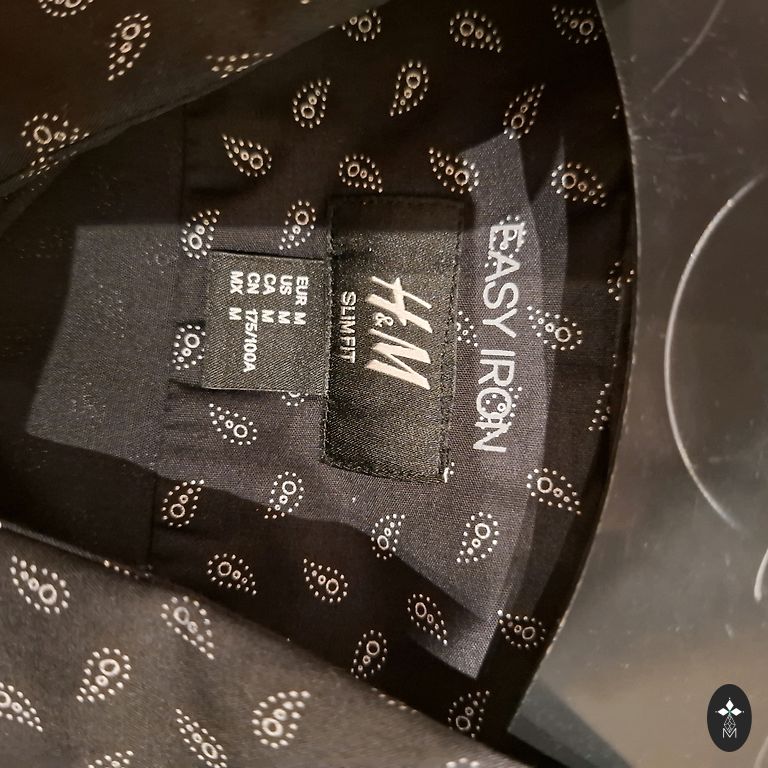 EASY IRON
H&M
SLIM FIT
EUR M
US M
CA M
CN 175/100A
MX M
M